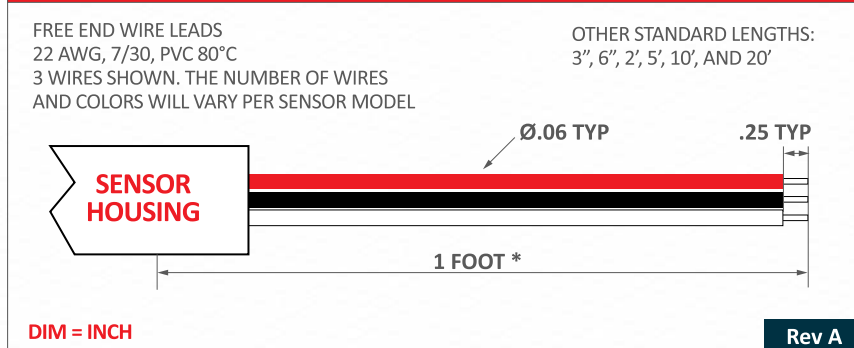 FREE END WIRE LEADS
22 AWG, 7/30, PVC 80°C
3 WIRES SHOWN. THE NUMBER OF WIRES
AND COLORS WILL VARY PER SENSOR MODEL
OTHER STANDARD LENGTHS:
3”, 6”, 2’, 5’, 10’, AND 20’
Ø.06 TYP
.25 TYP
SENSOR
HOUSING
1 FOOT *
DIM = INCH
Rev A